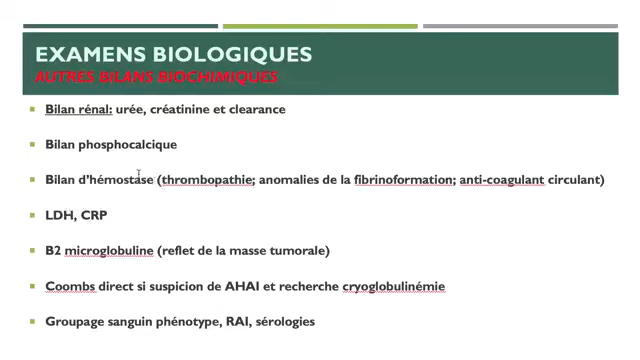 EXAMENS BIOLOGIQUES
AUTRES BILANS BIOCHIMIQUES
Bilan rénal: urée, créatinine et clearance
Bilan phosphocalcique
Bilan d'hémostase (thrombopathie; anomalies de la fibrinoformation; anti-coagulant circulant)
LDH, CRP
B2 microglobuline (reflet de la masse tumorale)
Coombs direct si suspicion de AHAI et recherche cryoglobulinémie
Groupage sanguin phénotype, RAI, sérologies